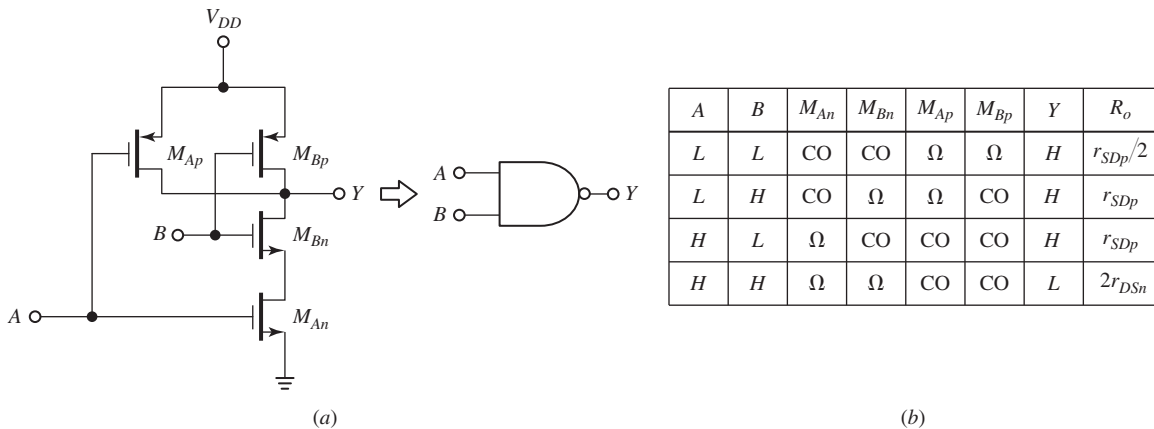 V_DD
M_Ap
M_Bp
Y
A
Y
B
B
M_Bn
A
M_An
(a)
A B M_An M_Bn M_Ap M_Bp Y R_o
L L CO CO Ω Ω H r_SDp/2
L H CO Ω Ω CO H r_SDp
H L Ω CO CO CO H r_SDp
H H Ω Ω CO CO L 2r_DSn
(b)